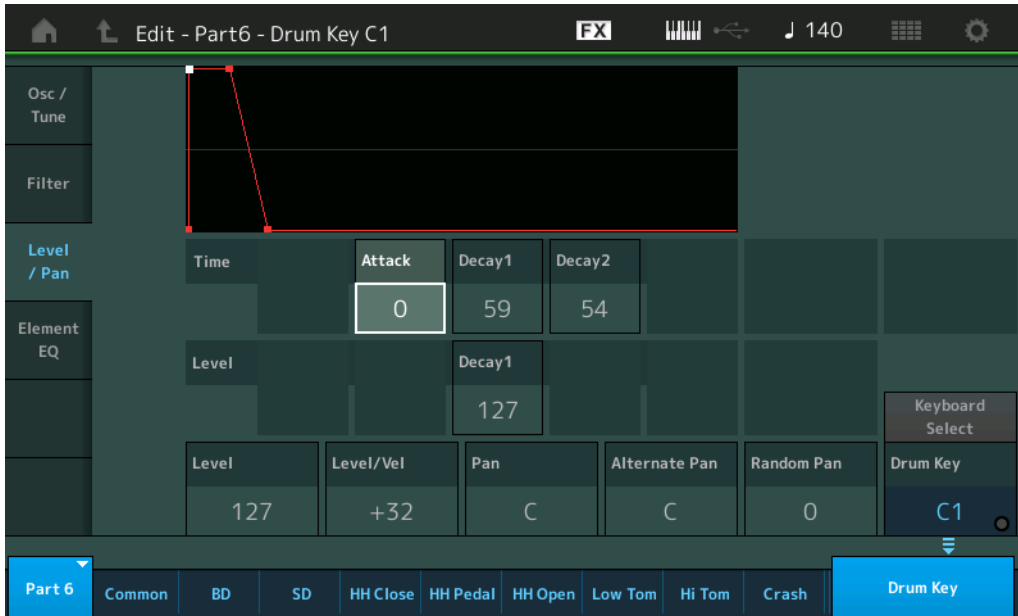 Edit - Part6 - Drum Key C1
FX
♩ 140
Osc /
Tune
Filter
Level
/ Pan
Element
EQ
Time
Attack
Decay1
Decay2
0
59
54
Level
Decay1
127
Keyboard
Select
Level
Level/Vel
Pan
Alternate Pan
Random Pan
Drum Key
127
+32
C
C
0
C1
Part 6
Common
BD
SD
HH Close
HH Pedal
HH Open
Low Tom
Hi Tom
Crash
Drum Key